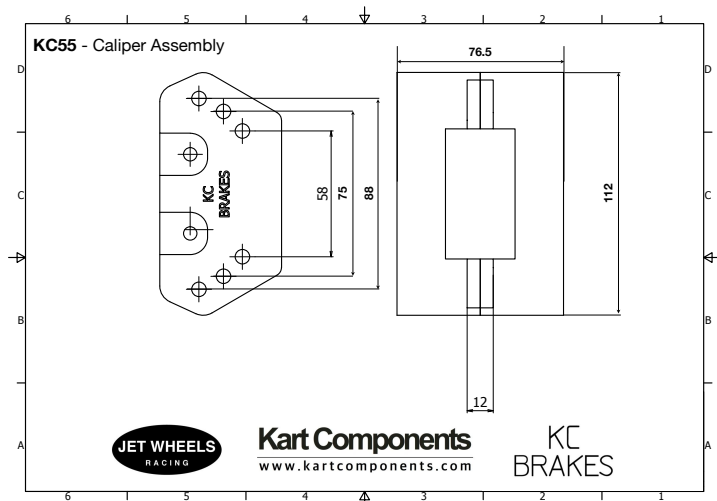 6 5 4 3 2 1
KC55 - Caliper Assembly
76.5
D D
KC
BRAKES
58
75
88
112
C C
B B
12
JET WHEELS
RACING
Kart Components
www.kartcomponents.com
KC
BRAKES
A A
6 5 4 3 2 1